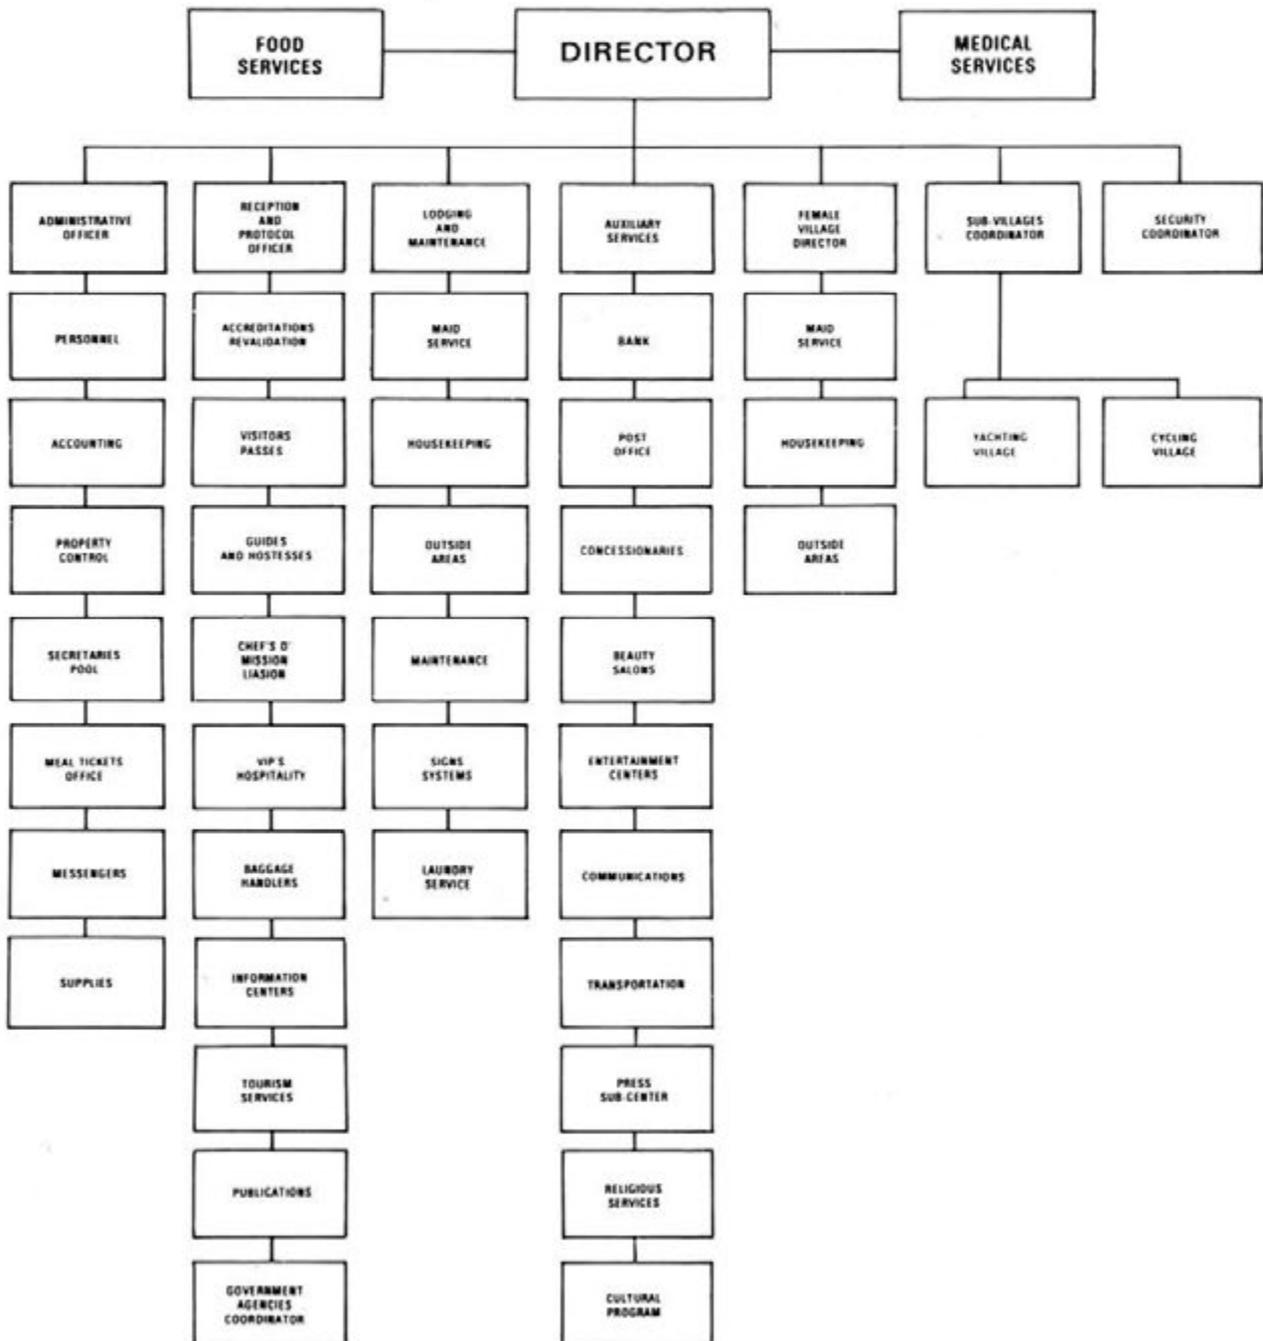 FOOD
SERVICES
DIRECTOR
MEDICAL
SERVICES
ADMINISTRATIVE
OFFICER
RECEPTION
AND
PROTOCOL
OFFICER
LODGING
AND
MAINTENANCE
AUXILIARY
SERVICES
FEMALE
VILLAGE
DIRECTOR
SUB-VILLAGES
COORDINATOR
SECURITY
COORDINATOR
PERSONNEL
ACCREDITATIONS
REVALIDATION
MAID
SERVICE
BANK
MAID
SERVICE
ACCOUNTING
VISITORS
PASSES
HOUSEKEEPING
POST
OFFICE
HOUSEKEEPING
YACHTING
VILLAGE
CYCLING
VILLAGE
PROPERTY
CONTROL
GUIDES
AND HOSTESSES
OUTSIDE
AREAS
CONCESSIONARIES
OUTSIDE
AREAS
SECRETARIES
POOL
CHEF'S D'
MISSION
LIASION
MAINTENANCE
BEAUTY
SALONS
MEAL TICKETS
OFFICE
VIP'S
HOSPITALITY
SIGNS
SYSTEMS
ENTERTAINMENT
CENTERS
MESSENGERS
BAGGAGE
HANDLERS
LAUNDRY
SERVICE
COMMUNICATIONS
SUPPLIES
INFORMATION
CENTERS
TRANSPORTATION
TOURISM
SERVICES
PRESS
SUB-CENTER
PUBLICATIONS
RELIGIOUS
SERVICES
GOVERNMENT
AGENCIES
COORDINATOR
CULTURAL
PROGRAM